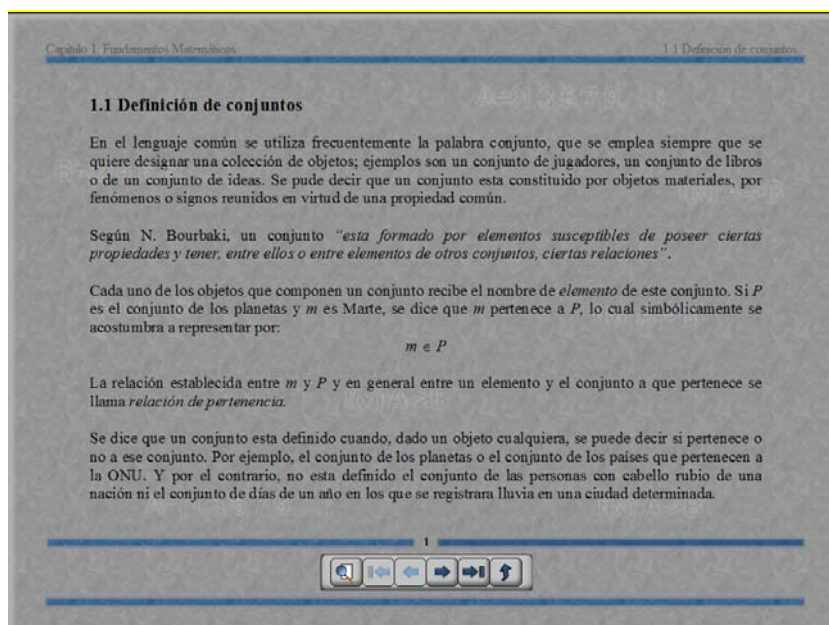 Capitulo 1: Fundamentos Matemáticos
1.1 Definición de conjuntos
1.1 Definición de conjuntos
En el lenguaje común se utiliza frecuentemente la palabra conjunto, que se emplea siempre que se
quiere designar una colección de objetos; ejemplos son un conjunto de jugadores, un conjunto de libros
o de un conjunto de ideas. Se pude decir que un conjunto esta constituido por objetos materiales, por
fenómenos o signos reunidos en virtud de una propiedad común.
Según N. Bourbaki, un conjunto “esta formado por elementos susceptibles de poseer ciertas
propiedades y tener, entre ellos o entre elementos de otros conjuntos, ciertas relaciones”.
Cada uno de los objetos que componen un conjunto recibe el nombre de elemento de este conjunto. Si P
es el conjunto de los planetas y m es Marte, se dice que m pertenece a P, lo cual simbólicamente se
acostumbra a representar por:
m ∈ P
La relación establecida entre m y P y en general entre un elemento y el conjunto a que pertenece se
llama relación de pertenencia.
Se dice que un conjunto esta definido cuando, dado un objeto cualquiera, se puede decir si pertenece o
no a ese conjunto. Por ejemplo, el conjunto de los planetas o el conjunto de los países que pertenecen a
la ONU. Y por el contrario, no esta definido el conjunto de las personas con cabello rubio de una
nación ni el conjunto de días de un año en los que se registrara lluvia en una ciudad determinada.
1